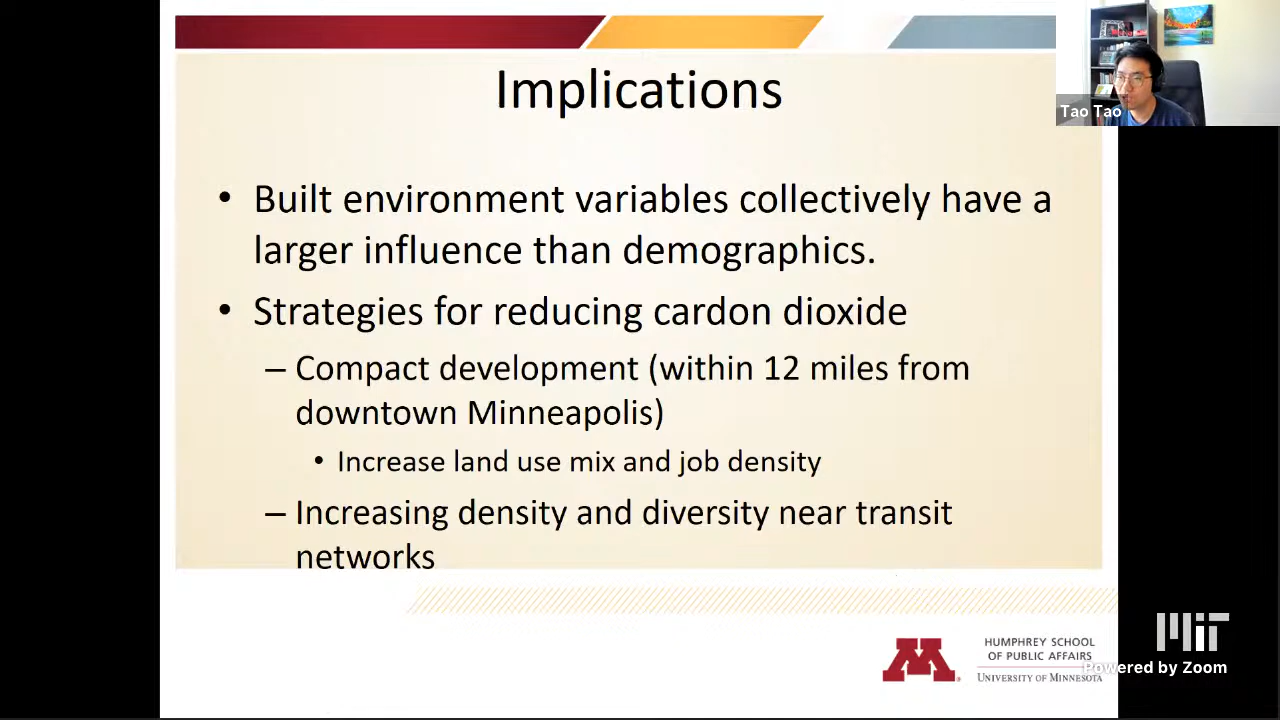 Implications
Tao Tao
• Built environment variables collectively have a
larger influence than demographics.
• Strategies for reducing cardon dioxide
– Compact development (within 12 miles from
downtown Minneapolis)
• Increase land use mix and job density
– Increasing density and diversity near transit
networks
M
HUMPHREY SCHOOL
OF PUBLIC AFFAIRS
UNIVERSITY OF MINNESOTA
MIT
Powered by Zoom